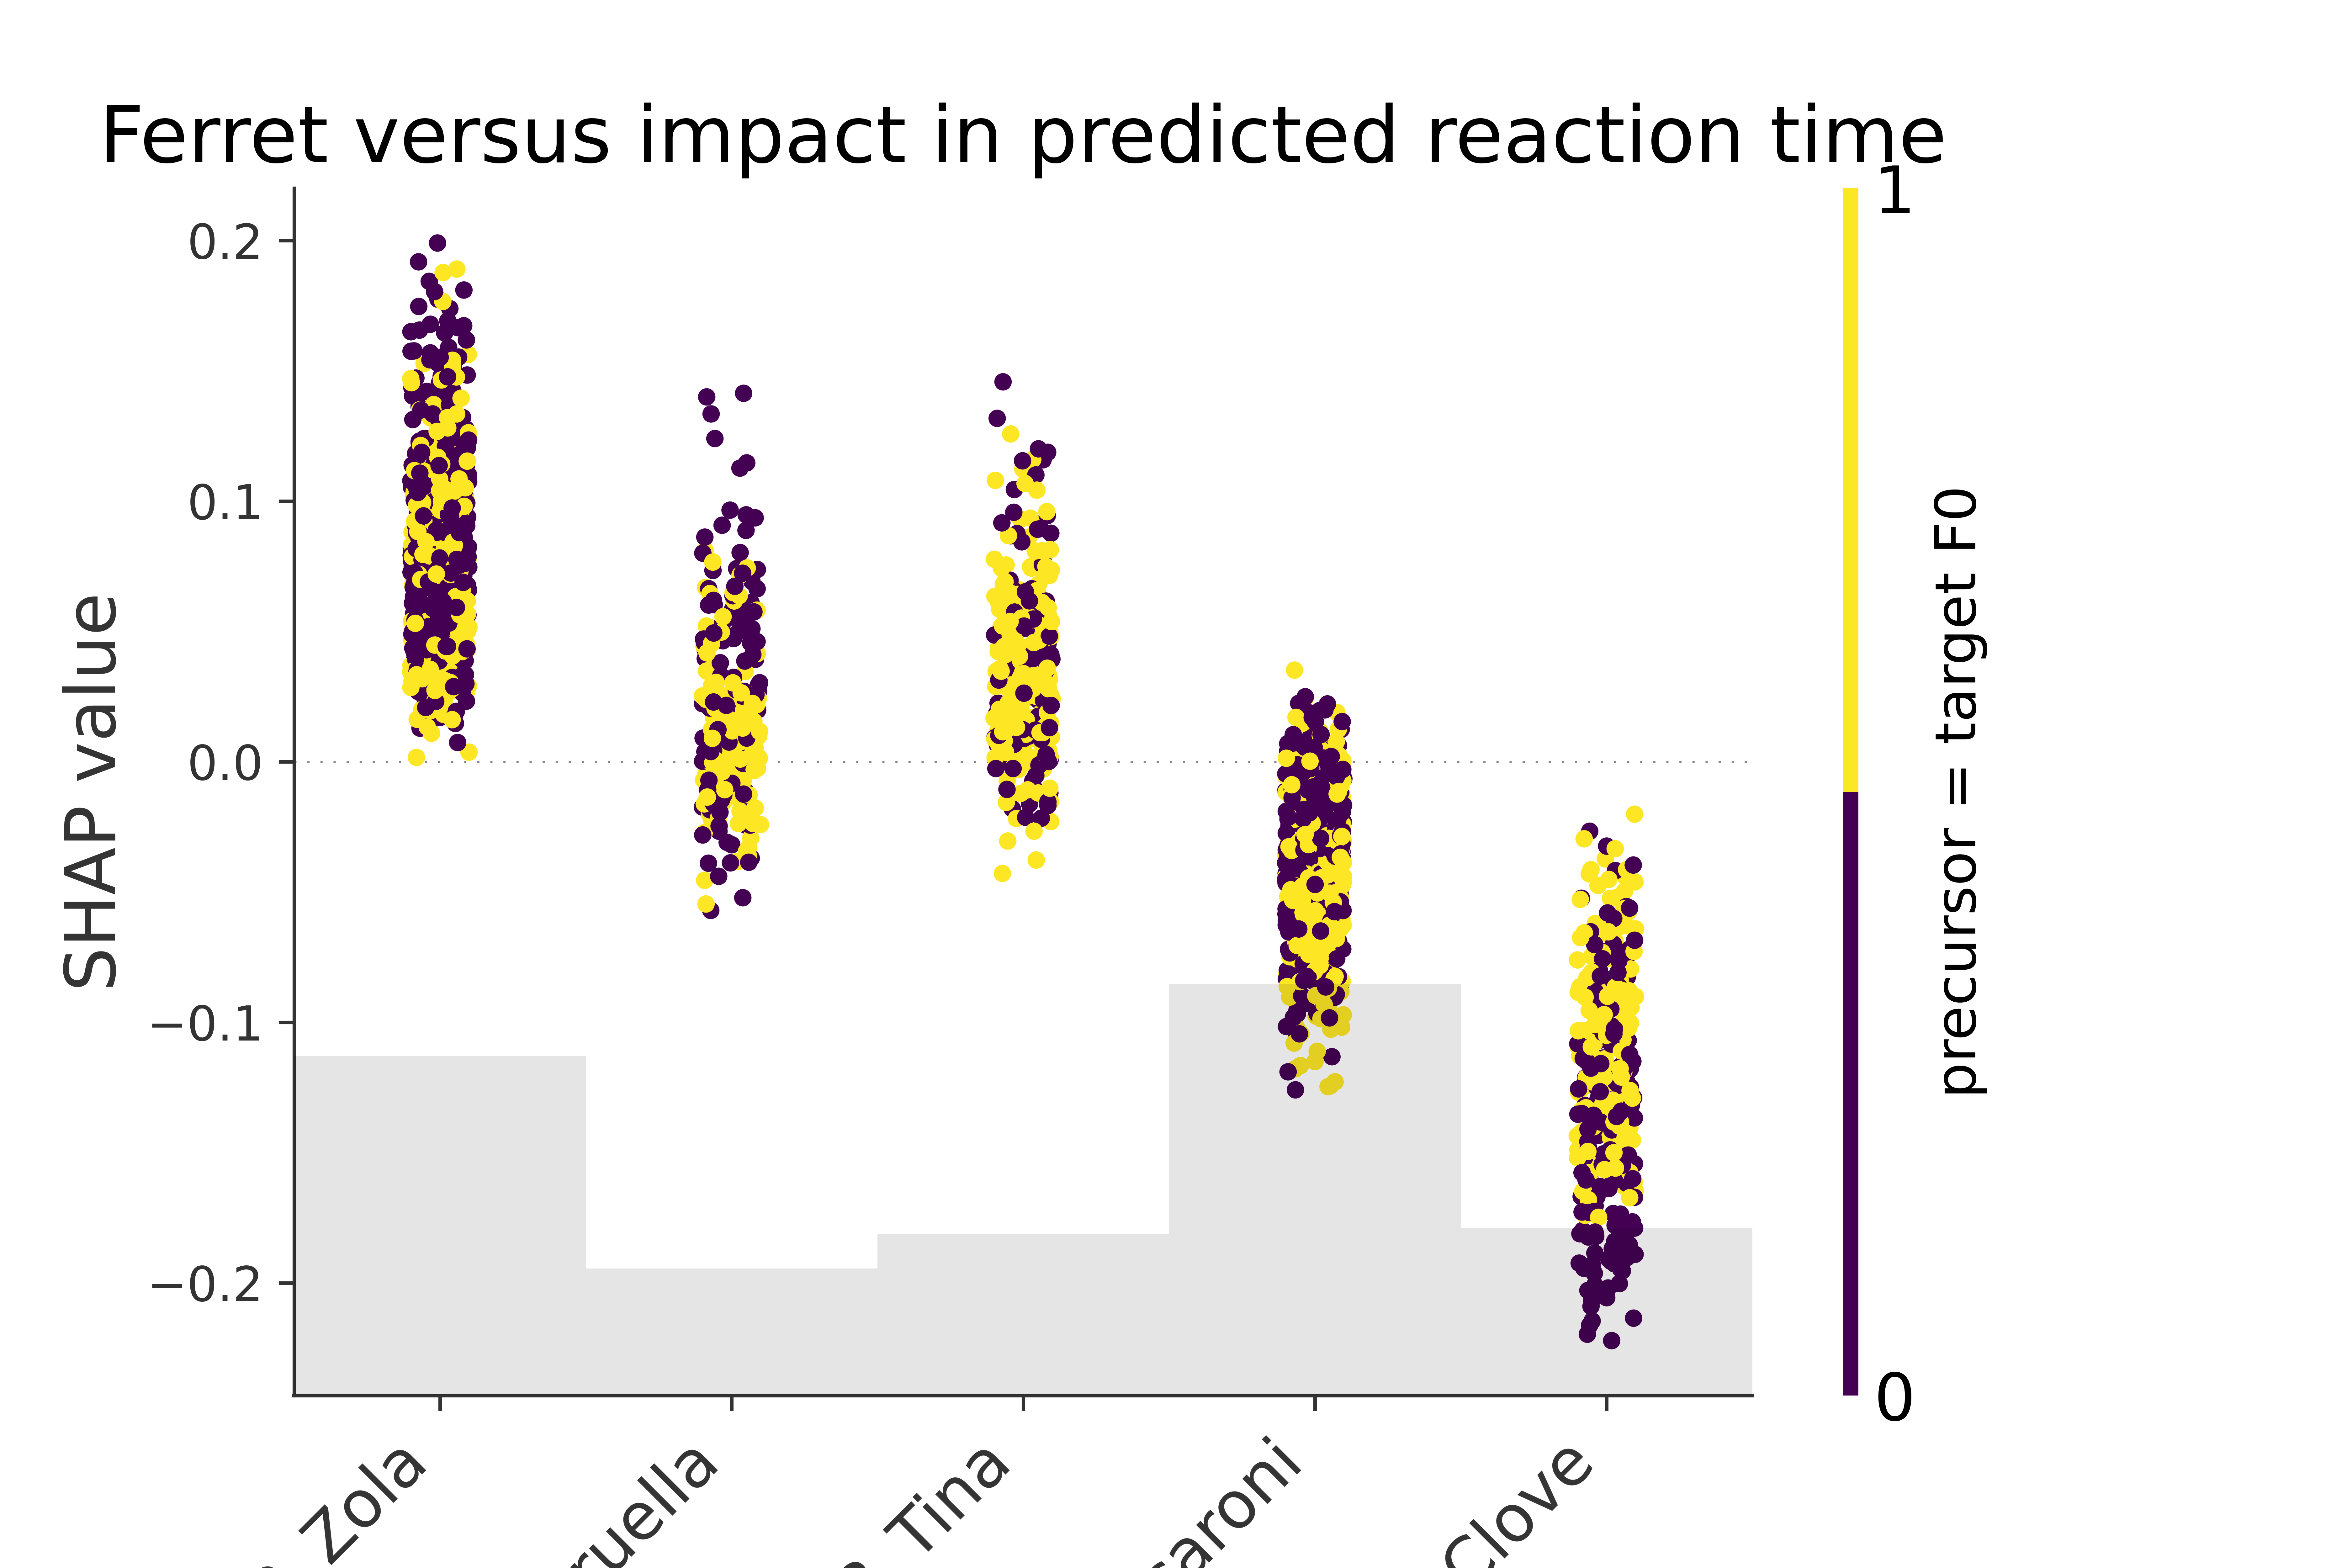 Ferret versus impact in predicted reaction time
1
0.2
0.1
0.0
−0.1
−0.2
SHAP value
precursor = target F0
0
Zola
ruella
Tina
saroni
Clove